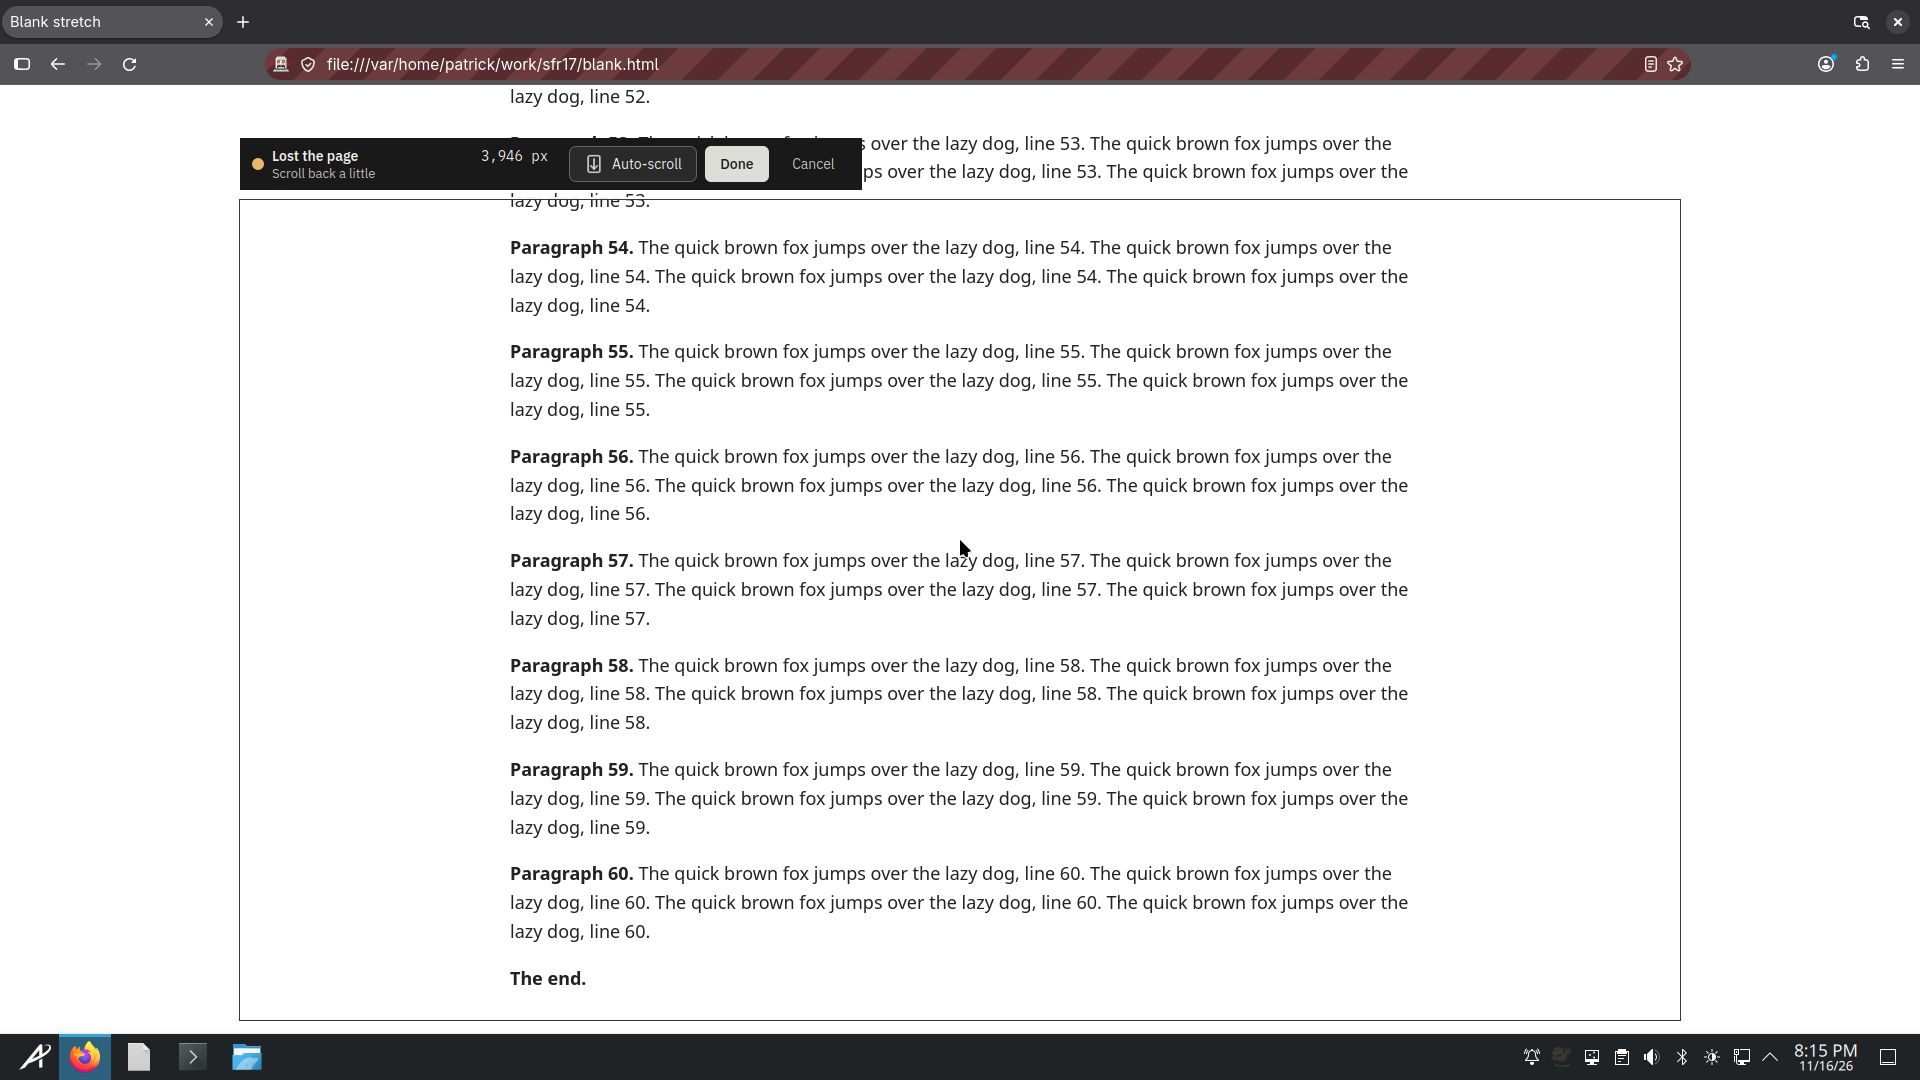 Blank stretch
file:///var/home/patrick/work/sfr17/blank.html
lazy dog, line 52.
s over the lazy dog, line 53. The quick brown fox jumps over the
ps over the lazy dog, line 53. The quick brown fox jumps over the
lazy dog, line 53.
Lost the page
Scroll back a little
3,946 px
Auto-scroll
Done
Cancel
Paragraph 54. The quick brown fox jumps over the lazy dog, line 54. The quick brown fox jumps over the
lazy dog, line 54. The quick brown fox jumps over the lazy dog, line 54. The quick brown fox jumps over the
lazy dog, line 54.
Paragraph 55. The quick brown fox jumps over the lazy dog, line 55. The quick brown fox jumps over the
lazy dog, line 55. The quick brown fox jumps over the lazy dog, line 55. The quick brown fox jumps over the
lazy dog, line 55.
Paragraph 56. The quick brown fox jumps over the lazy dog, line 56. The quick brown fox jumps over the
lazy dog, line 56. The quick brown fox jumps over the lazy dog, line 56. The quick brown fox jumps over the
lazy dog, line 56.
Paragraph 57. The quick brown fox jumps over the lazy dog, line 57. The quick brown fox jumps over the
lazy dog, line 57. The quick brown fox jumps over the lazy dog, line 57. The quick brown fox jumps over the
lazy dog, line 57.
Paragraph 58. The quick brown fox jumps over the lazy dog, line 58. The quick brown fox jumps over the
lazy dog, line 58. The quick brown fox jumps over the lazy dog, line 58. The quick brown fox jumps over the
lazy dog, line 58.
Paragraph 59. The quick brown fox jumps over the lazy dog, line 59. The quick brown fox jumps over the
lazy dog, line 59. The quick brown fox jumps over the lazy dog, line 59. The quick brown fox jumps over the
lazy dog, line 59.
Paragraph 60. The quick brown fox jumps over the lazy dog, line 60. The quick brown fox jumps over the
lazy dog, line 60. The quick brown fox jumps over the lazy dog, line 60. The quick brown fox jumps over the
lazy dog, line 60.
The end.
8:15 PM
11/16/26